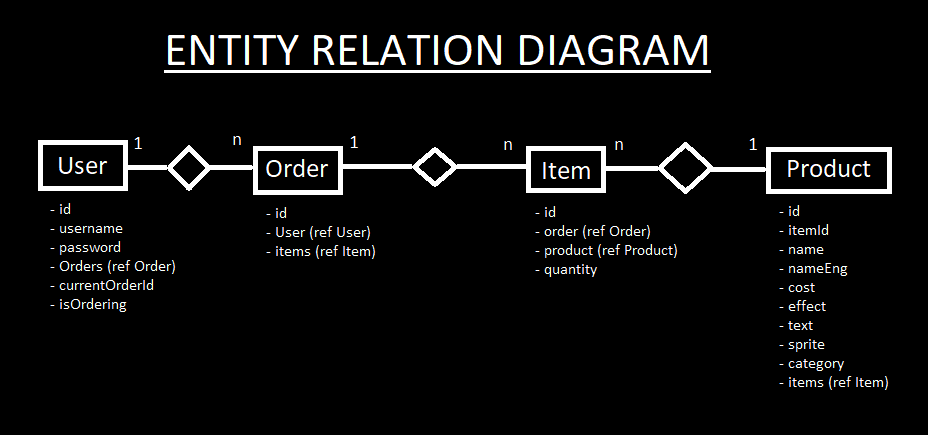 ENTITY RELATION DIAGRAM
1 n 1 n n 1
User Order Item Product
- id
- username
- password
- Orders (ref Order)
- currentOrderId
- isOrdering
- id
- User (ref User)
- items (ref Item)
- id
- order (ref Order)
- product (ref Product)
- quantity
- id
- itemId
- name
- nameEng
- cost
- effect
- text
- sprite
- category
- items (ref Item)